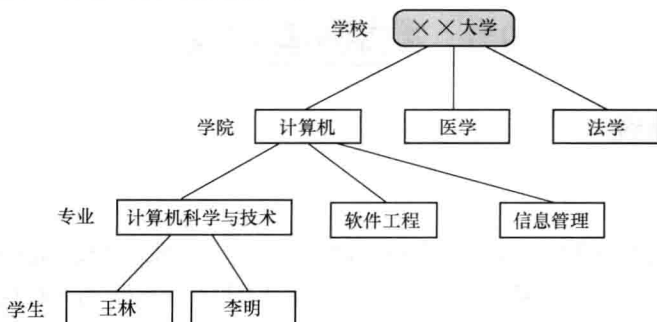 学校 ××大学
学院 计算机 医学 法学
专业 计算机科学与技术 软件工程 信息管理
学生 王林 李明